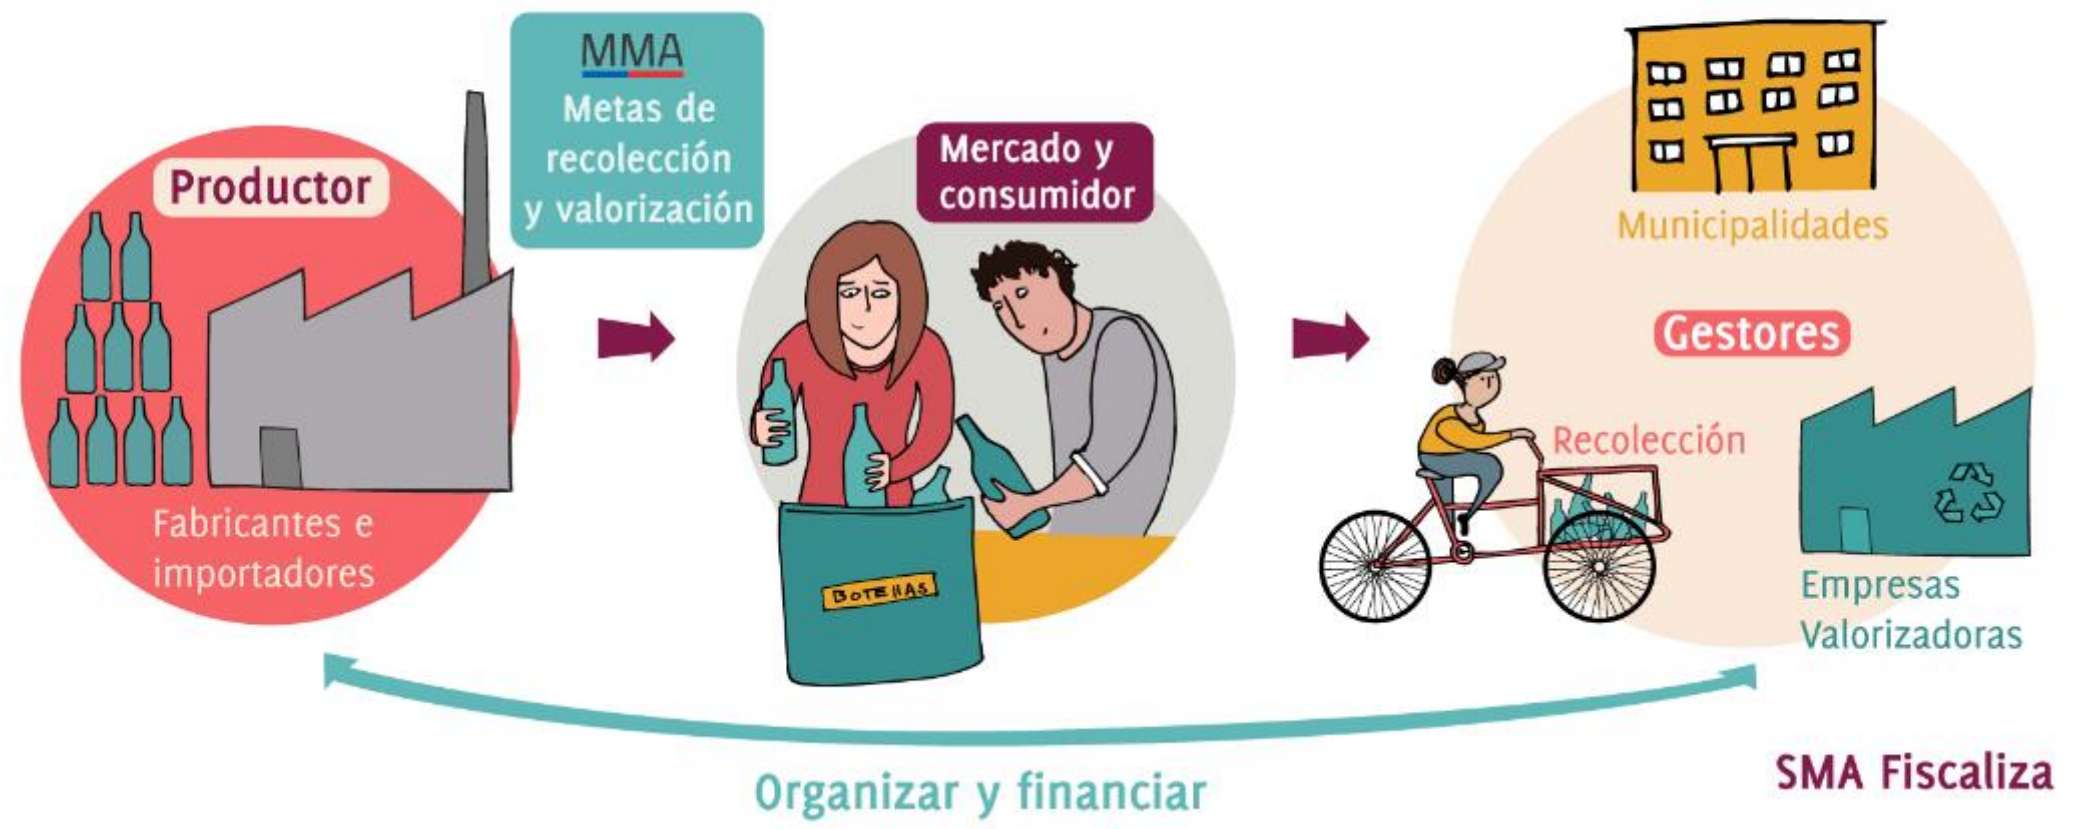 Productor
Fabricantes e
importadores
MMA
Metas de
recolección
y valorización
Mercado y
consumidor
BOTELLAS
Municipalidades
Gestores
Recolección
Empresas
Valorizadoras
Organizar y financiar
SMA Fiscaliza